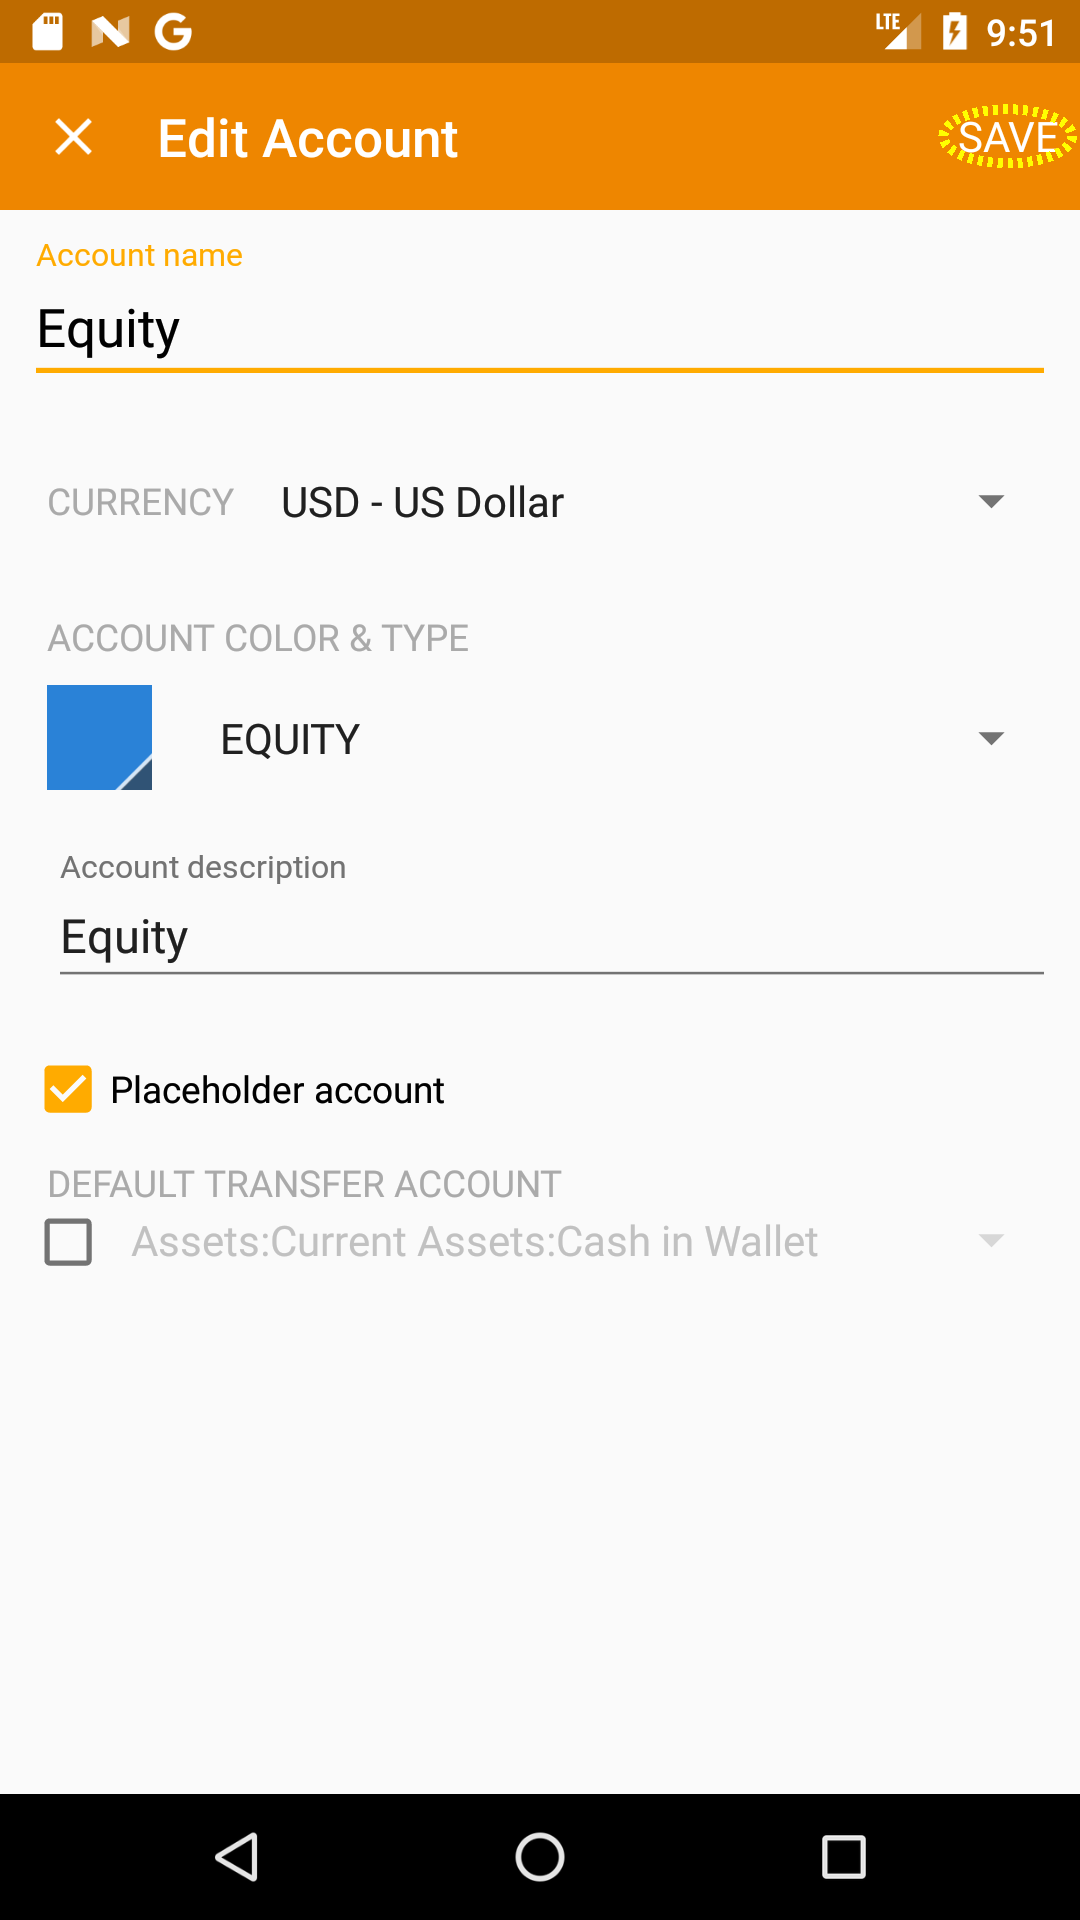 LTE 9:51
Edit Account SAVE
Account name
Equity
CURRENCY USD - US Dollar
ACCOUNT COLOR & TYPE
EQUITY
Account description
Equity
Placeholder account
DEFAULT TRANSFER ACCOUNT
Assets:Current Assets:Cash in Wallet